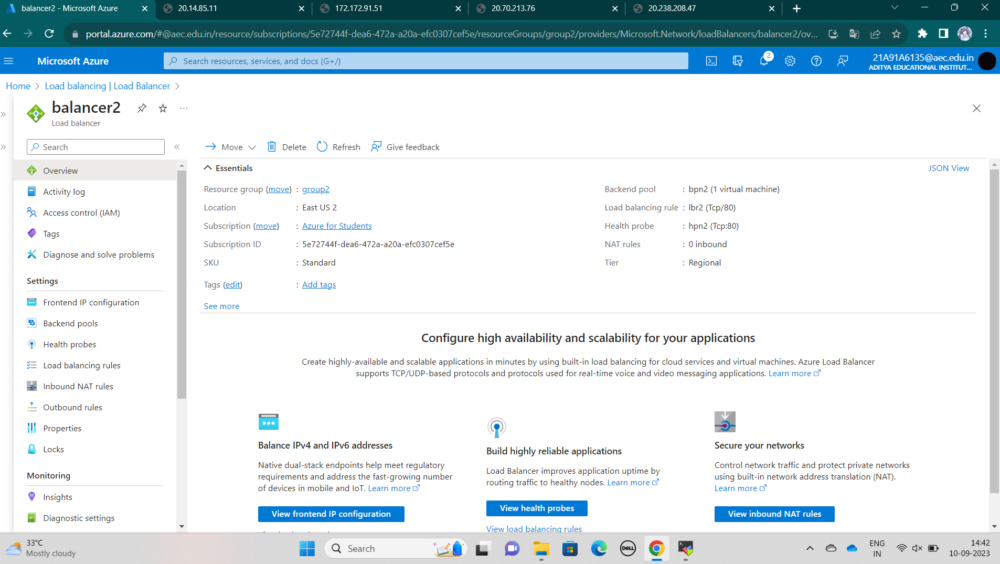 balancer2 - Microsoft Azure
20.14.85.11
172.172.91.51
20.70.213.76
20.238.208.47
portal.azure.com/#@aec.edu.in/resource/subscriptions/5e72744f-dea6-472a-a20a-efc0307cef5e/resourceGroups/group2/providers/Microsoft.Network/loadBalancers/balancer2/ov...
Microsoft Azure
Search resources, services, and docs (G+/)
2
21A91A6135@aec.edu.in
ADITYA EDUCATIONAL INSTITUT...
Home > Load balancing | Load Balancer >
balancer2
Load balancer
Search
Move
Delete
Refresh
Give feedback
Overview
Activity log
Access control (IAM)
Tags
Diagnose and solve problems
Settings
Frontend IP configuration
Backend pools
Health probes
Load balancing rules
Inbound NAT rules
Outbound rules
Properties
Locks
Monitoring
Insights
Diagnostic settings
Essentials
JSON View
Resource group (move) : group2
Location : East US 2
Subscription (move) : Azure for Students
Subscription ID : 5e72744f-dea6-472a-a20a-efc0307cef5e
SKU : Standard
Tags (edit) : Add tags
See more
Backend pool : bpn2 (1 virtual machine)
Load balancing rule : lbr2 (Tcp/80)
Health probe : hpn2 (Tcp:80)
NAT rules : 0 inbound
Tier : Regional
Configure high availability and scalability for your applications
Create highly-available and scalable applications in minutes by using built-in load balancing for cloud services and virtual machines. Azure Load Balancer
supports TCP/UDP-based protocols and protocols used for real-time voice and video messaging applications. Learn more
Balance IPv4 and IPv6 addresses
Native dual-stack endpoints help meet regulatory
requirements and address the fast-growing number
of devices in mobile and IoT. Learn more
View frontend IP configuration
Build highly reliable applications
Load Balancer improves application uptime by
routing traffic to healthy nodes. Learn more
View health probes
View load balancing rules
Secure your networks
Control network traffic and protect private networks
using built-in network address translation (NAT).
Learn more
View inbound NAT rules
33°C
Mostly cloudy
Search
DELL
ENG
IN
14:42
10-09-2023